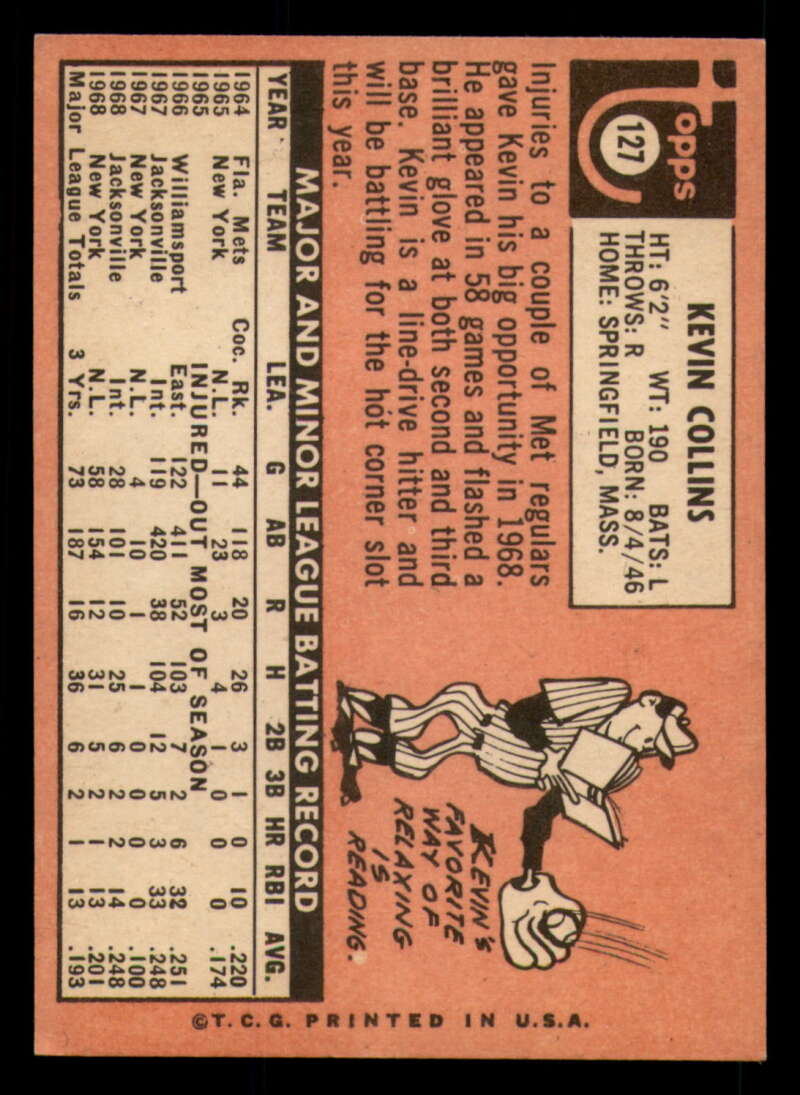 Topps
127
KEVIN COLLINS
HT: 6'2" WT: 190 BATS: L
THROWS: R BORN: 8/4/46
HOME: SPRINGFIELD, MASS.
Injuries to a couple of Met regulars
gave Kevin his big opportunity in 1968.
He appeared in 58 games and flashed a
brilliant glove at both second and third
base. Kevin is a line-drive hitter and
will be battling for the hot corner slot
this year.
KEVIN'S
FAVORITE
WAY OF
RELAXING
IS
READING.
MAJOR AND MINOR LEAGUE BATTING RECORD
YEAR TEAM LEA. G AB R H 2B 3B HR RBI AVG.
1964 Fla. Mets Coc. Rk. 44 118 20 26 3 1 0 10 .220
1965 New York N.L. 11 23 3 4 1 0 0 0 .174
1965 INJURED—OUT MOST OF SEASON
1966 Williamsport East. 122 411 52 103 7 2 6 32 .251
1967 Jacksonville Int. 119 420 38 104 12 5 3 33 .248
1967 New York N.L. 4 10 1 1 0 0 0 0 .100
1968 Jacksonville Int. 28 101 10 25 6 2 2 14 .248
1968 New York N.L. 58 154 12 31 5 2 1 13 .201
Major League Totals 3 Yrs. 73 187 16 36 6 2 1 13 .193
©T.C.G. PRINTED IN U.S.A.